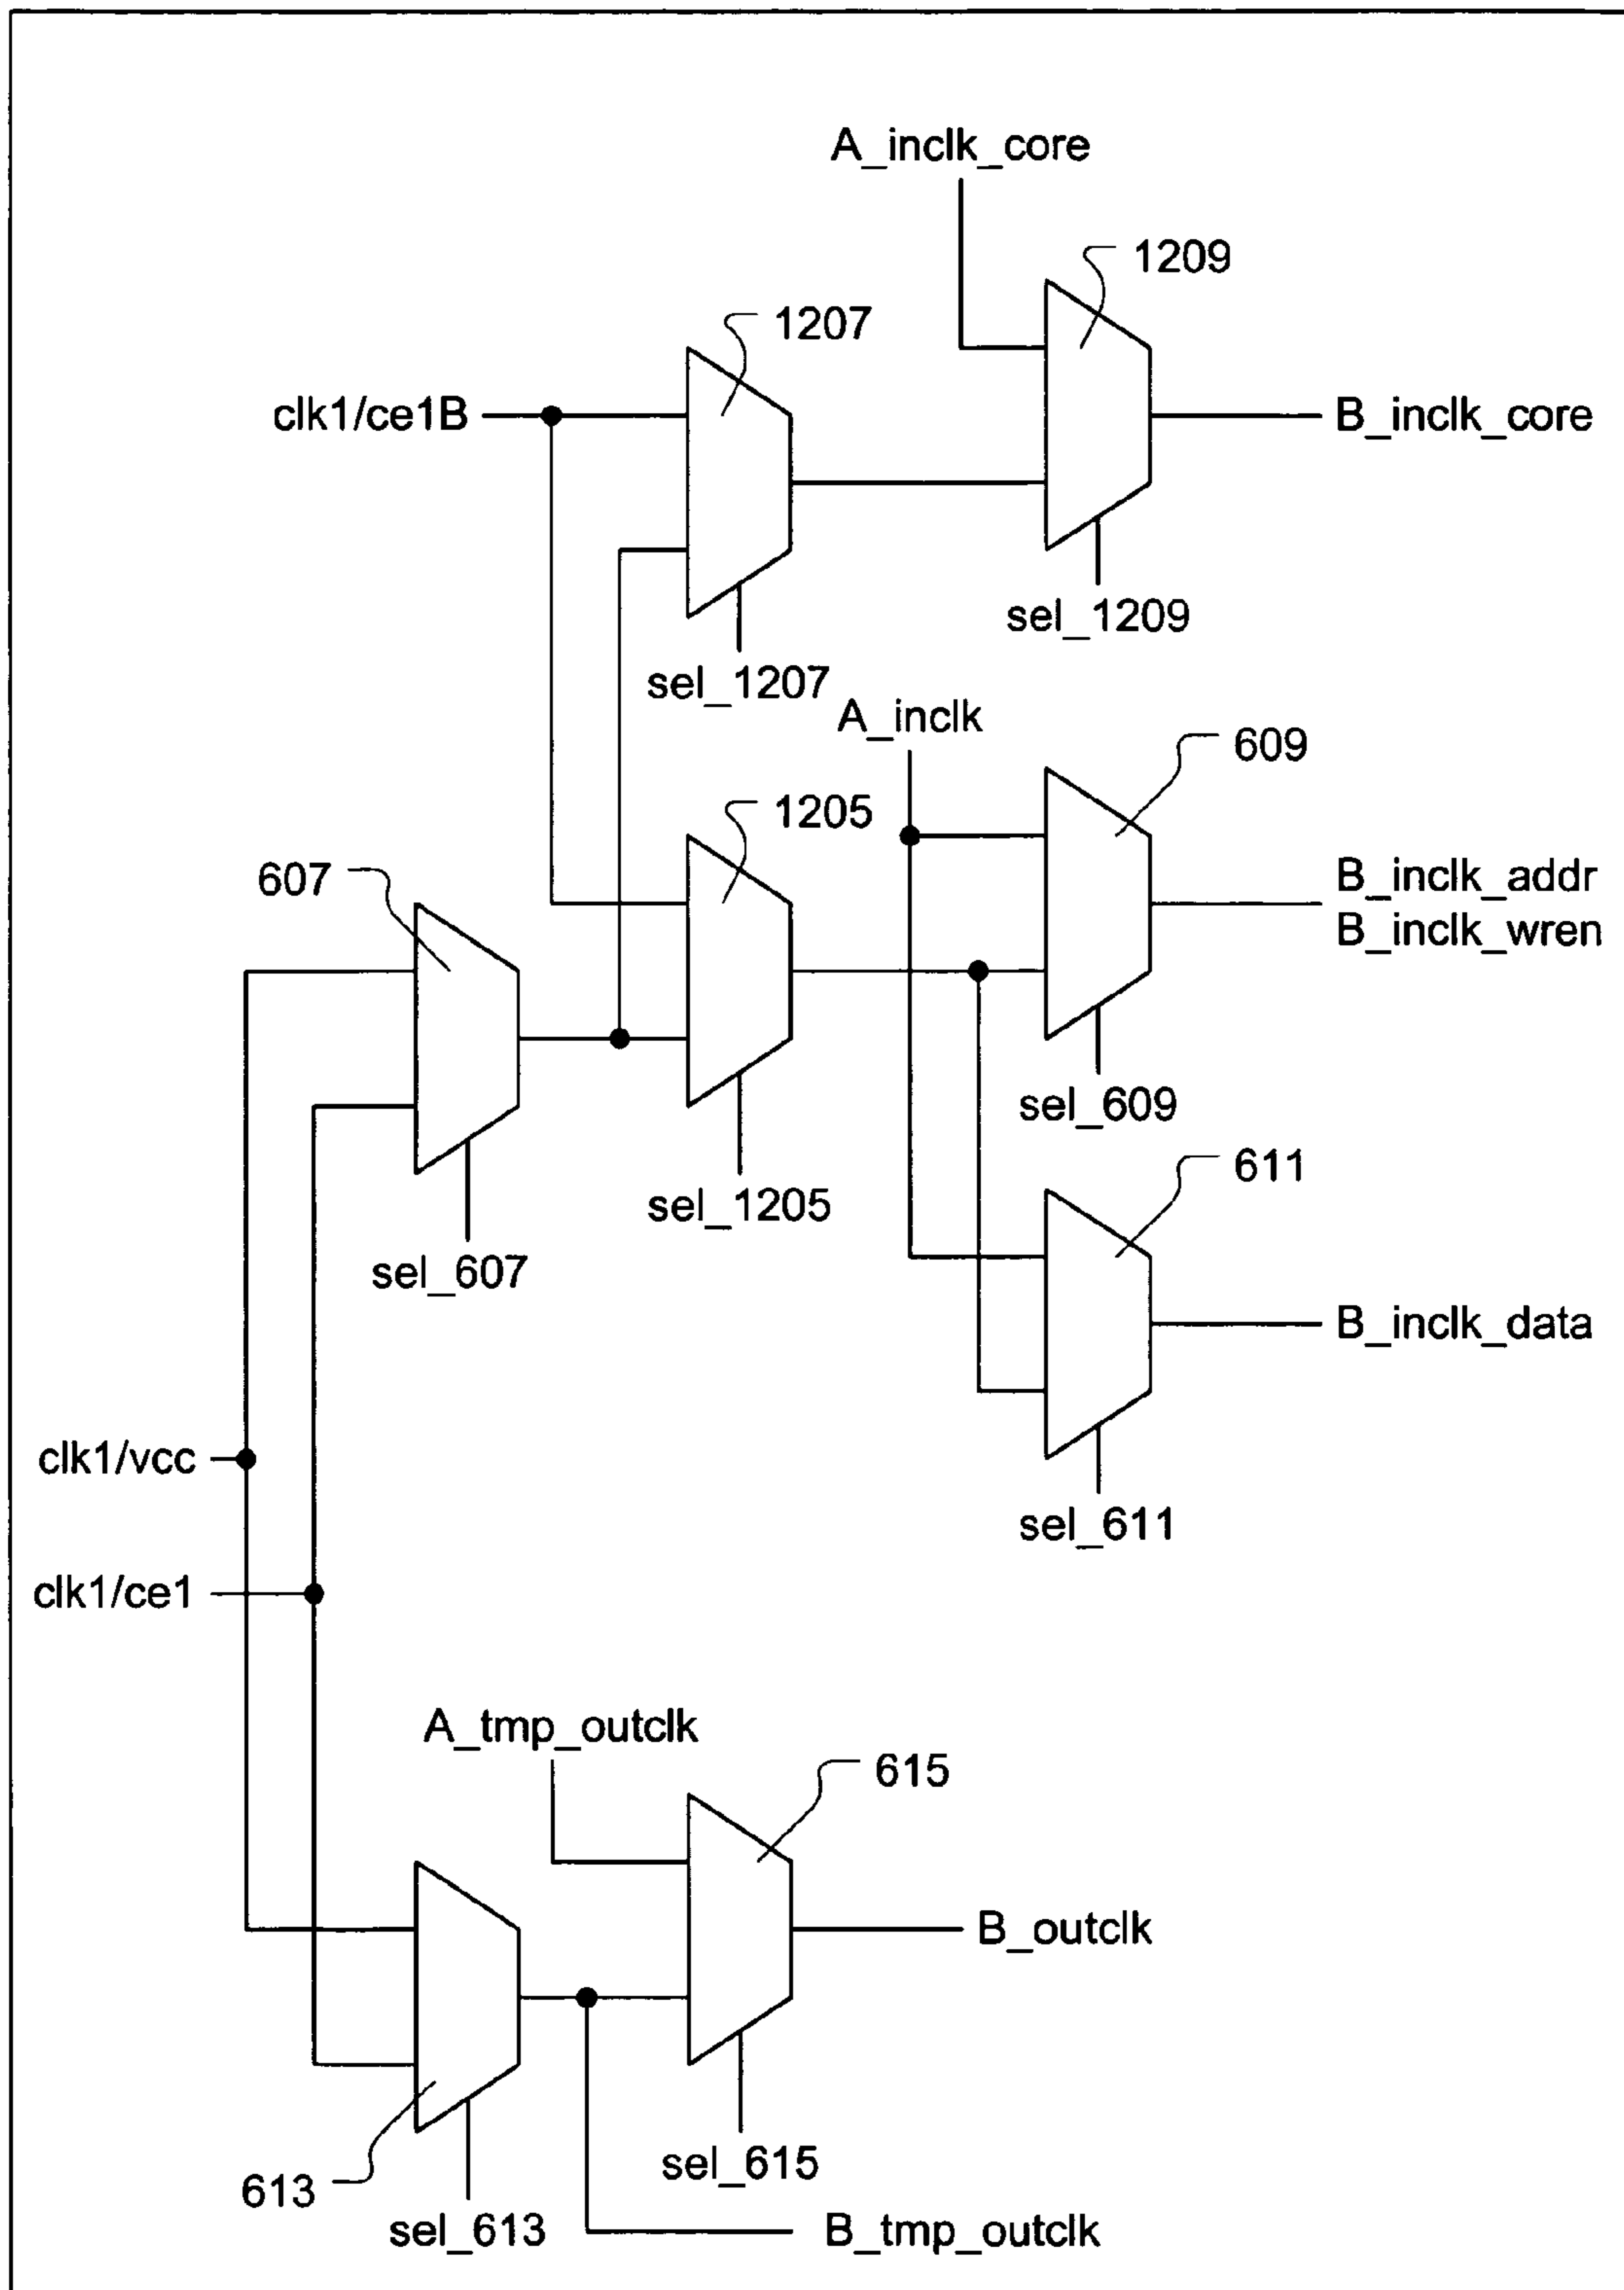 A_inclk_core
1209
1207
clk1/ce1B
B_inclk_core
sel_1209
sel_1207
A_inclk
609
1205
607
B_inclk_addr
B_inclk_wren
sel_609
611
sel_1205
sel_607
B_inclk_data
clk1/vcc
sel_611
clk1/ce1
A_tmp_outclk
615
B_outclk
sel_615
613
sel_613
B_tmp_outclk